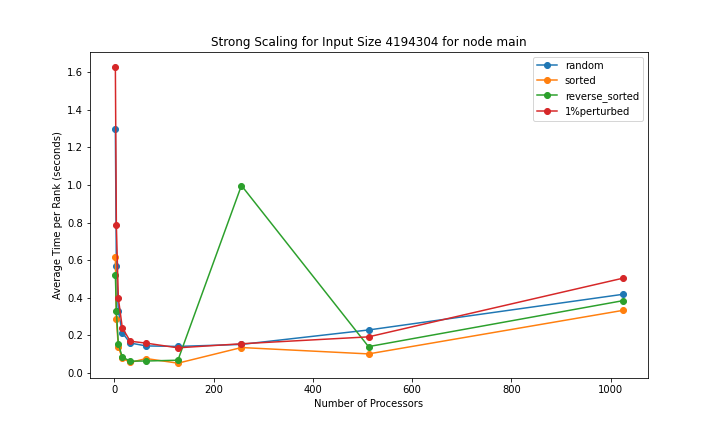 Strong Scaling for Input Size 4194304 for node main
random
sorted
reverse_sorted
1%perturbed
Average Time per Rank (seconds)
1.6
1.4
1.2
1.0
0.8
0.6
0.4
0.2
0.0
0 200 400 600 800 1000
Number of Processors